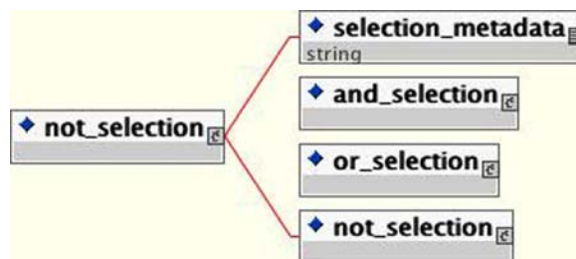 selection_metadata
string
and_selection
not_selection
or_selection
not_selection